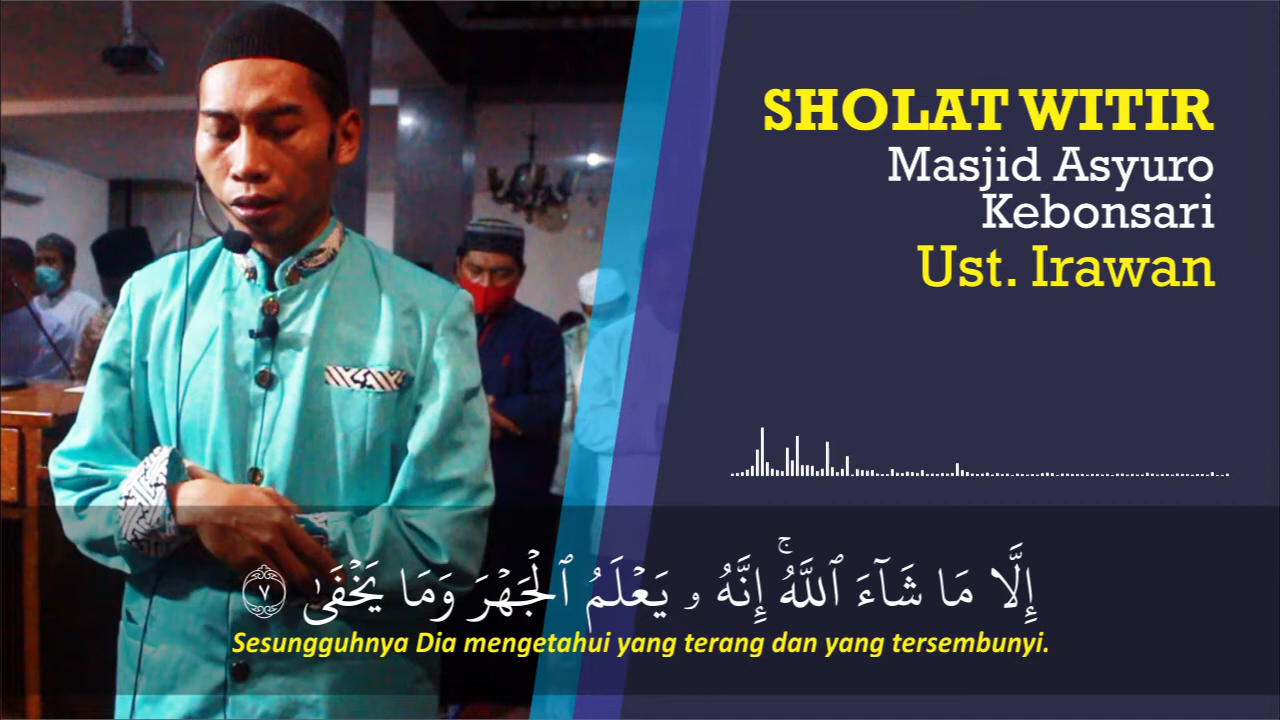 SHOLAT WITIR
Masjid Asyuro
Kebonsari
Ust. Irawan
إِلَّا مَا شَآءَ ٱللَّهُۚ إِنَّهُۥ يَعْلَمُ ٱلْجَهْرَ وَمَا يَخْفَىٰ ۝٧
Sesungguhnya Dia mengetahui yang terang dan yang tersembunyi.